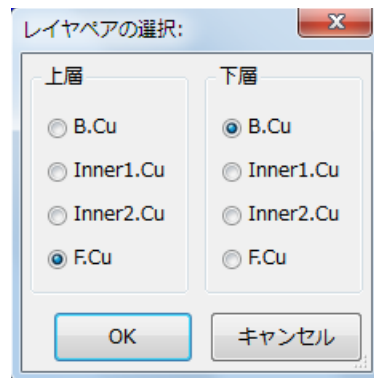 レイヤペアの選択:
上層
B.Cu
Inner1.Cu
Inner2.Cu
F.Cu
下層
B.Cu
Inner1.Cu
Inner2.Cu
F.Cu
OK
キャンセル